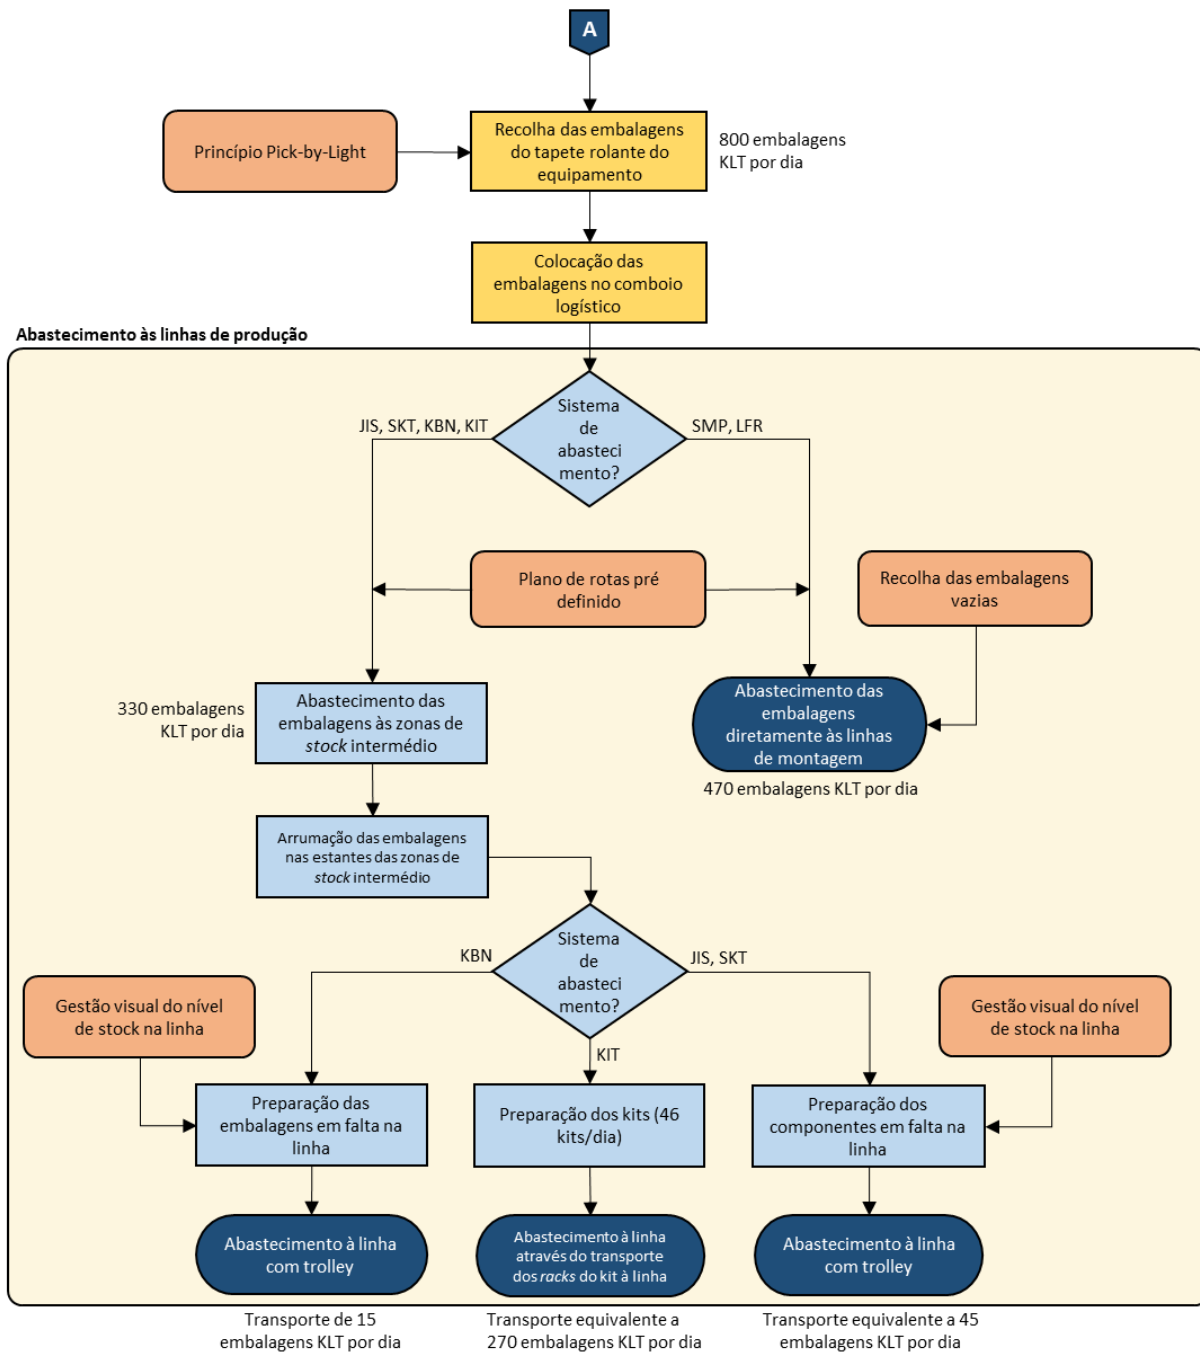 A
Princípio Pick-by-Light
Recolha das embalagens
do tapete rolante do
equipamento
800 embalagens
KLT por dia
Colocação das
embalagens no comboio
logístico
Abastecimento às linhas de produção
JIS, SKT, KBN, KIT
Sistema
de
abasteci
mento?
SMP, LFR
Plano de rotas pré
definido
Recolha das embalagens
vazias
330 embalagens
KLT por dia
Abastecimento das
embalagens às zonas de
stock intermédio
Abastecimento das
embalagens
diretamente às linhas
de montagem
470 embalagens KLT por dia
Arrumação das embalagens
nas estantes das zonas de
stock intermédio
KBN
Sistema
de
abasteci
mento?
JIS, SKT
KIT
Gestão visual do nível
de stock na linha
Gestão visual do nível
de stock na linha
Preparação das
embalagens em falta na
linha
Preparação dos kits (46
kits/dia)
Preparação dos
componentes em falta na
linha
Abastecimento à linha
com trolley
Abastecimento à linha
através do transporte
dos racks do kit à linha
Abastecimento à linha
com trolley
Transporte de 15
embalagens KLT por dia
Transporte equivalente a
270 embalagens KLT por dia
Transporte equivalente a 45
embalagens KLT por dia